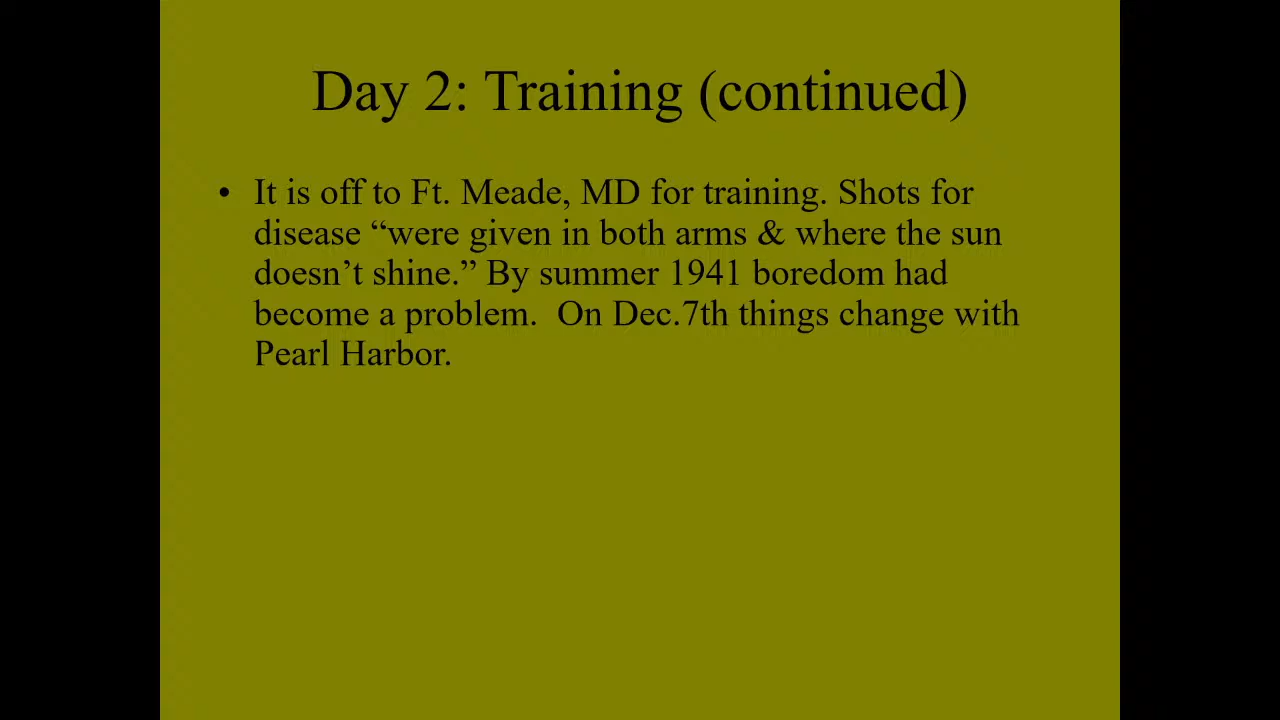 Day 2: Training (continued)
• It is off to Ft. Meade, MD for training. Shots for
disease “were given in both arms & where the sun
doesn’t shine.” By summer 1941 boredom had
become a problem.  On Dec.7th things change with
Pearl Harbor.